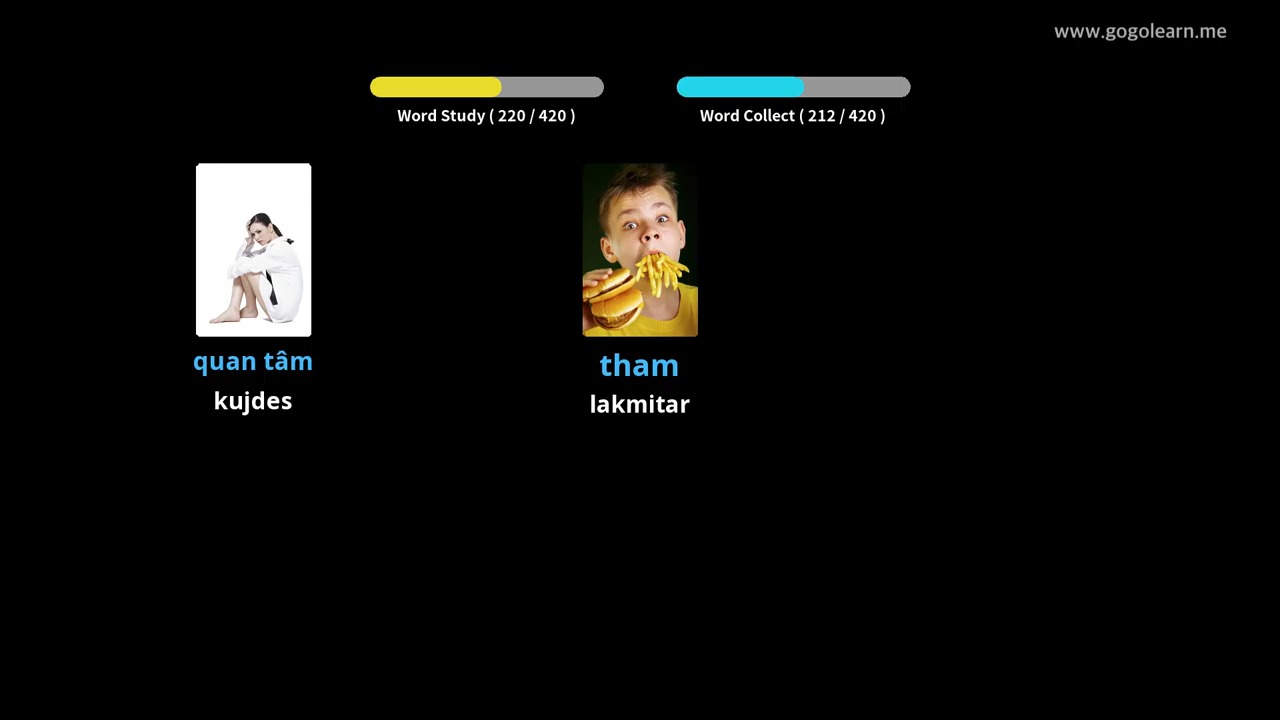 www.gogolearn.me
Word Study ( 220 / 420 )
Word Collect ( 212 / 420 )
quan tâm
kujdes
tham
lakmitar